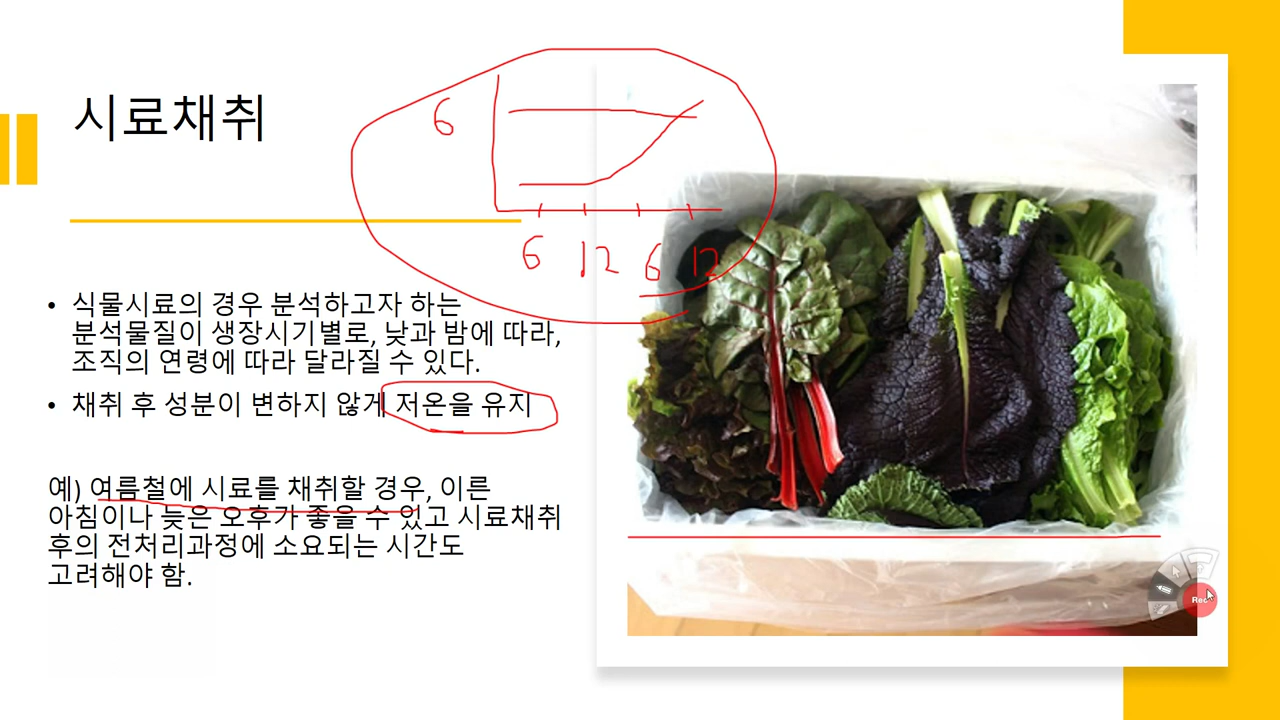 시료채취
6
6 12 6 12
• 식물시료의 경우 분석하고자 하는
분석물질이 생장시기별로, 낮과 밤에 따라,
조직의 연령에 따라 달라질 수 있다.
• 채취 후 성분이 변하지 않게 저온을 유지
예) 여름철에 시료를 채취할 경우, 이른
아침이나 늦은 오후가 좋을 수 있고 시료채취
후의 전처리과정에 소요되는 시간도
고려해야 함.
Rec